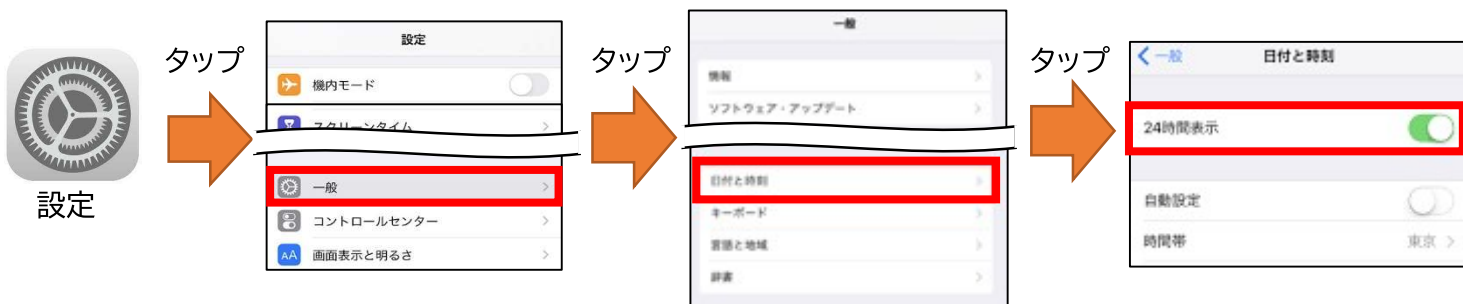 設定
タップ
設定
機内モード
スクリーンタイム
一般
コントロールセンター
AA 画面表示と明るさ
タップ
一般
情報
ソフトウェア・アップデート
日付と時刻
キーボード
言語と地域
辞書
タップ
一般 日付と時刻
24時間表示
自動設定
時間帯 東京